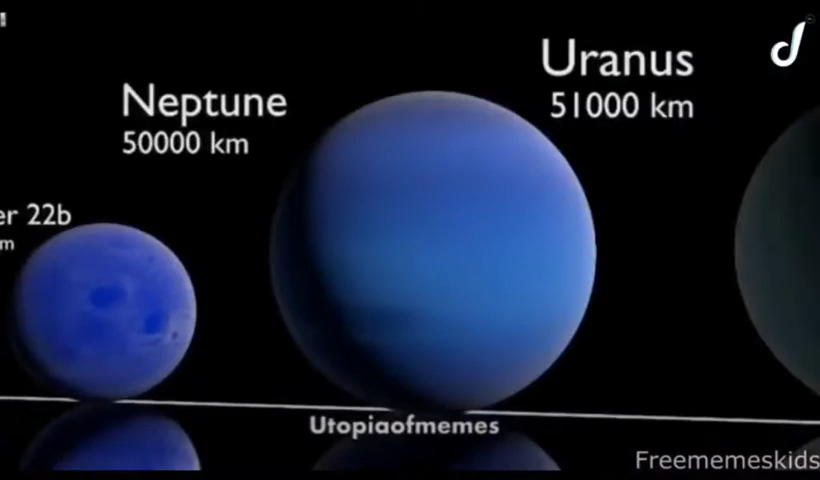 Uranus
51000 km
Neptune
50000 km
er 22b
m
Utopiaofmemes
Freememeskids